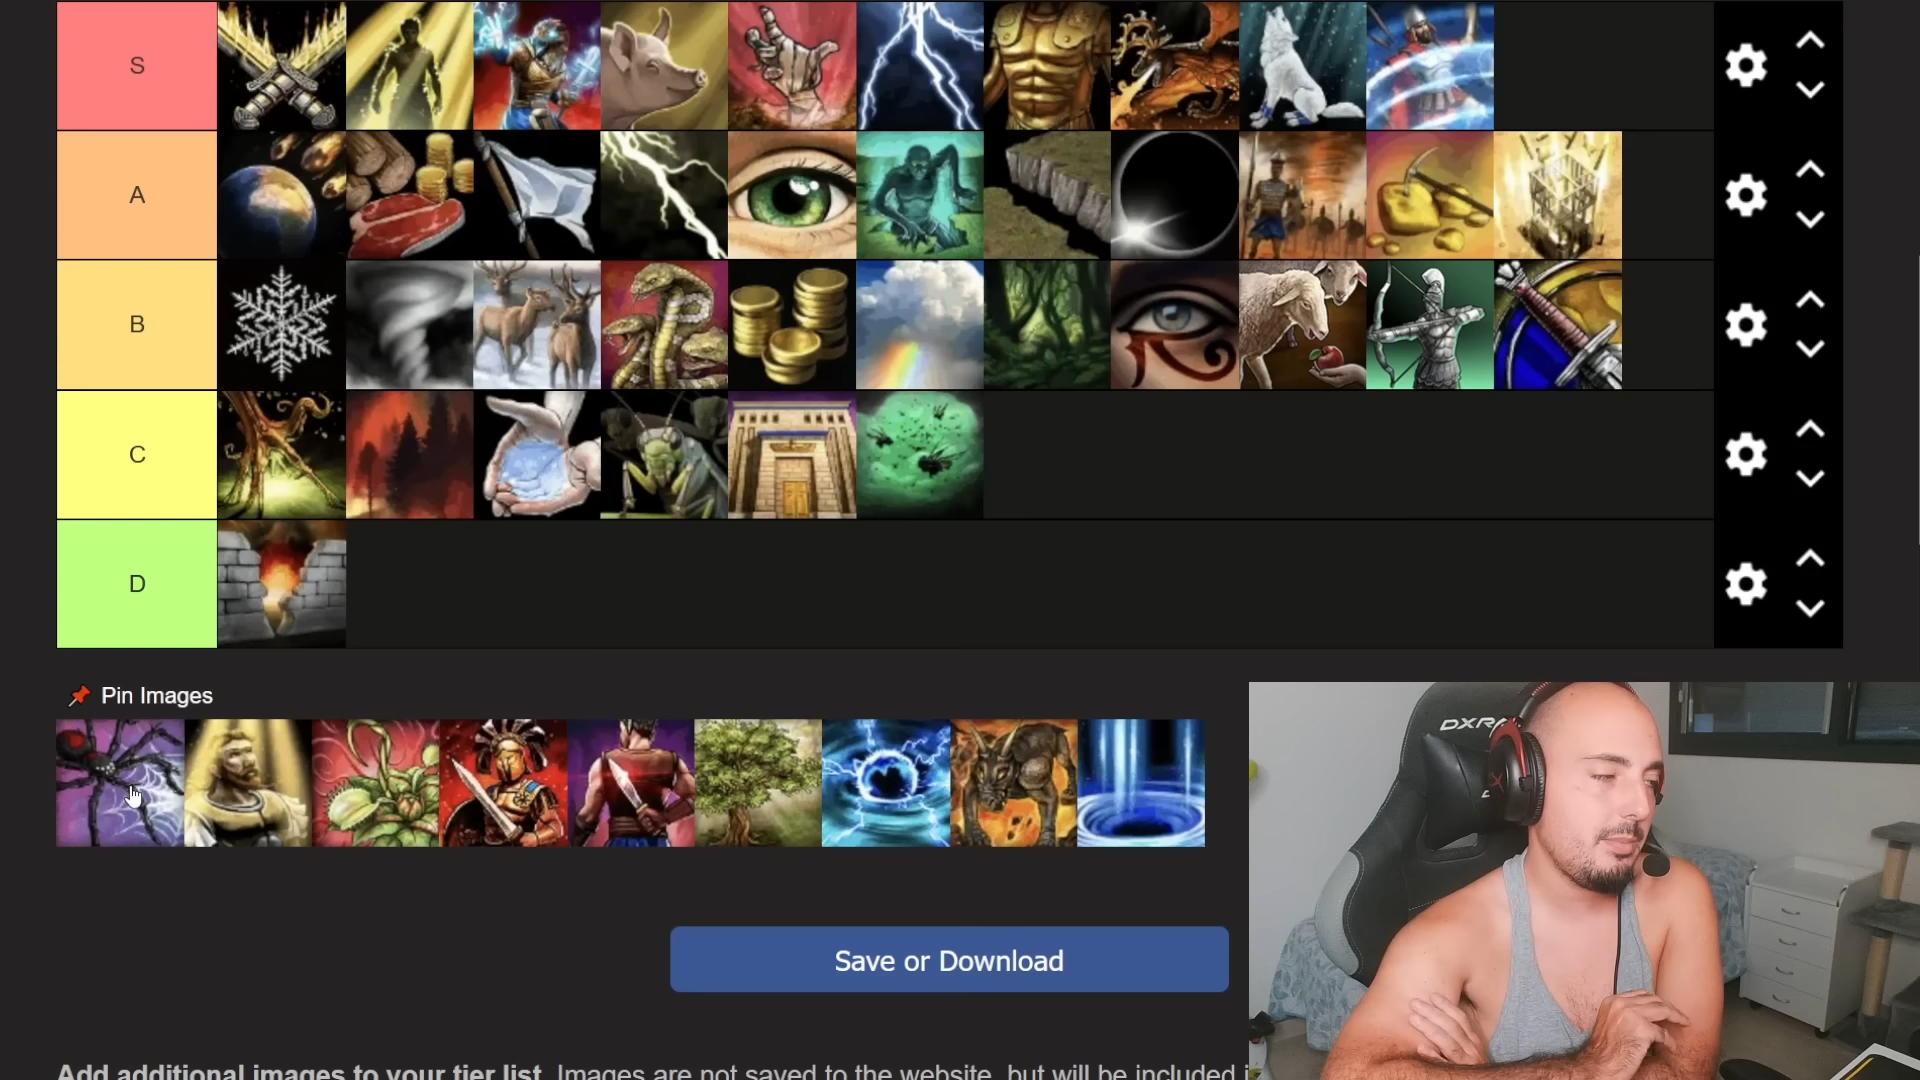 S
A
B
C
D
Pin Images
DXRA
Save or Download
Add additional images to your tier list. Images are not saved to the website, but will be included i